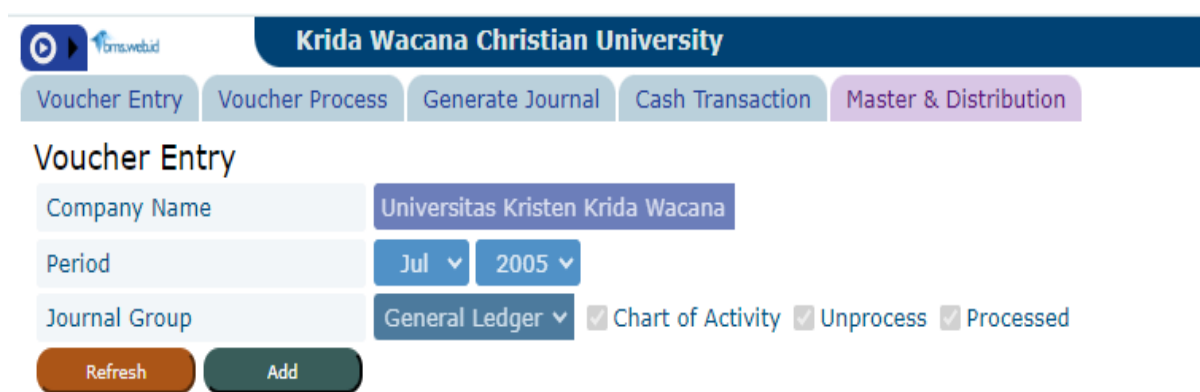 bms.web.id Krida Wacana Christian University
Voucher Entry Voucher Process Generate Journal Cash Transaction Master & Distribution
Voucher Entry
Company Name Universitas Kristen Krida Wacana
Period Jul 2005
Journal Group General Ledger Chart of Activity Unprocess Processed
Refresh Add